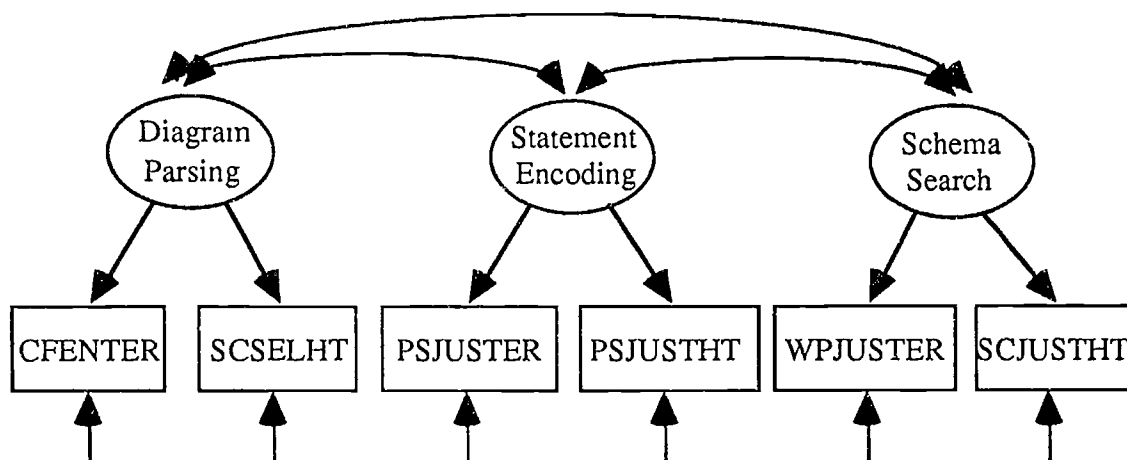 Diagram
Parsing
Statement
Encoding
Schema
Search
CFENTER
SCSELHT
PSJUSTER
PSJUSTHT
WPJUSTER
SCJUSTHT